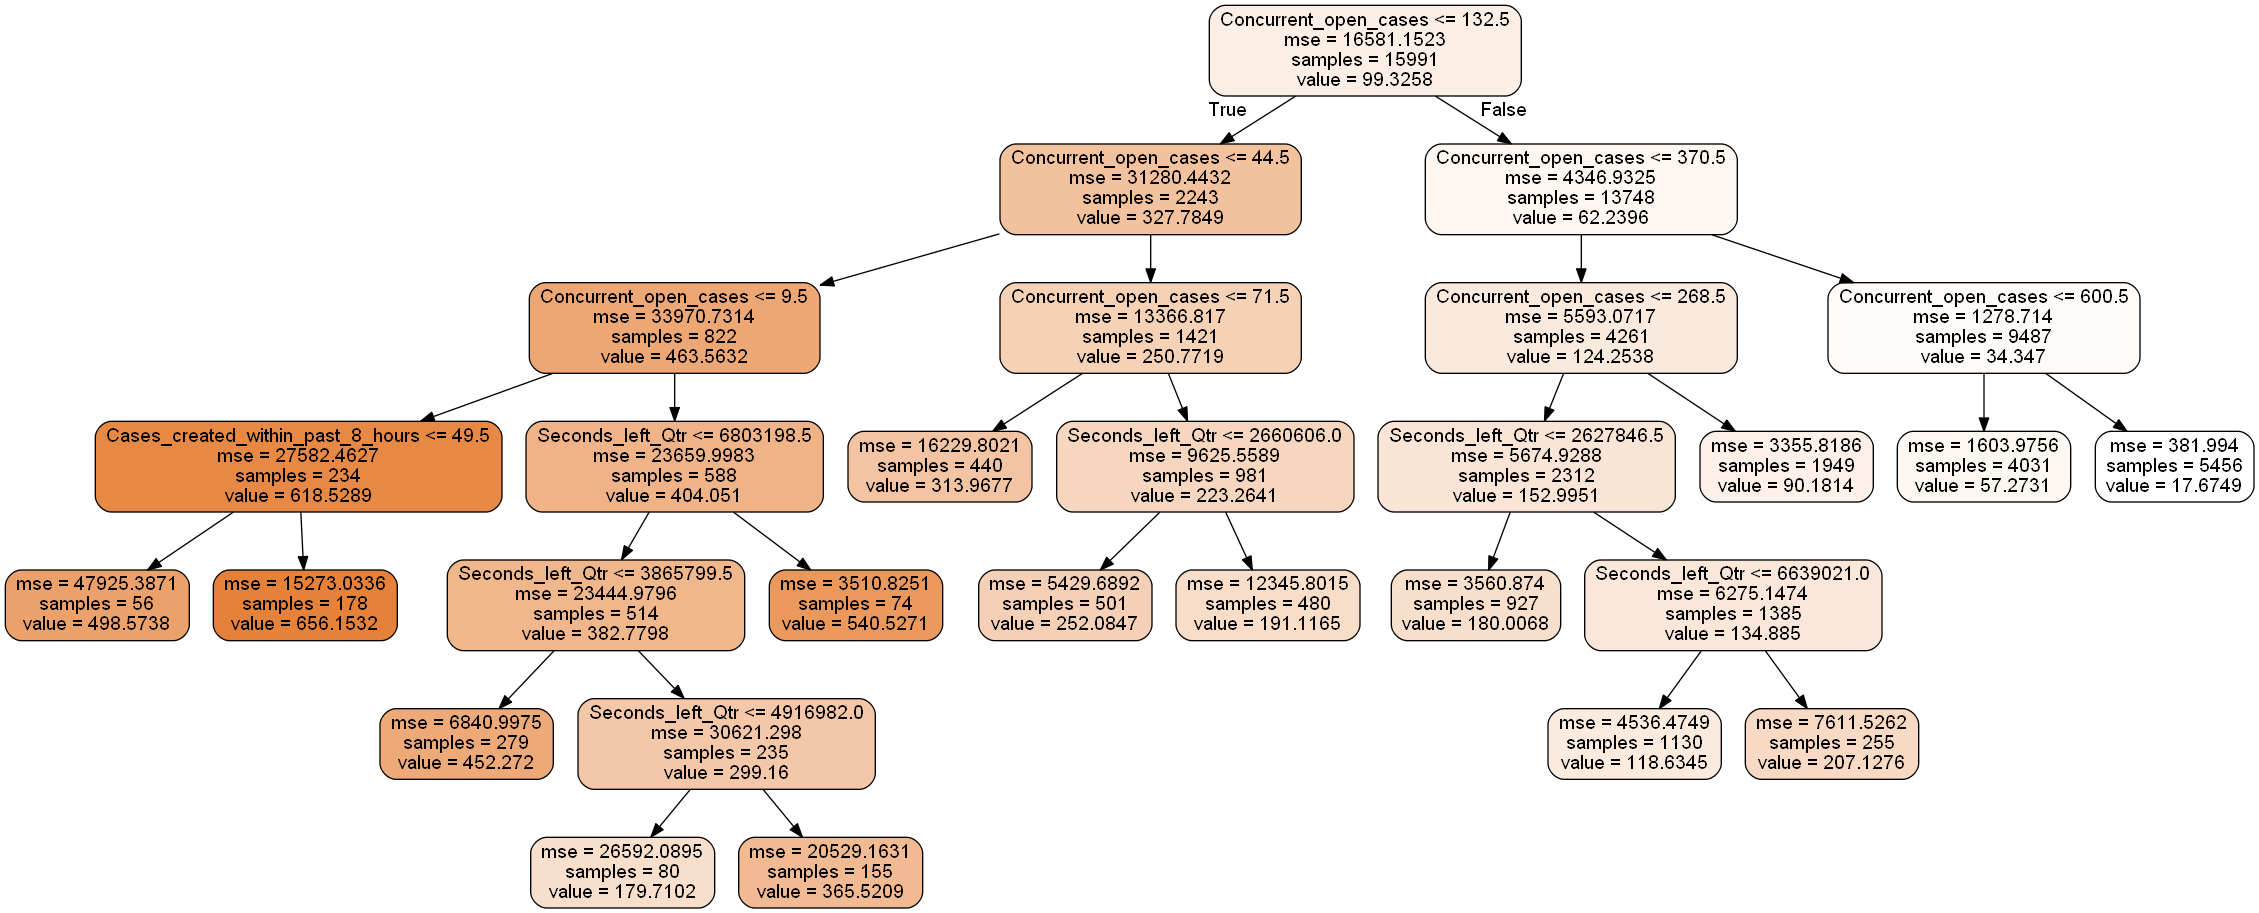 Concurrent_open_cases <= 132.5
mse = 16581.1523
samples = 15991
value = 99.3258
True
False
Concurrent_open_cases <= 44.5
mse = 31280.4432
samples = 2243
value = 327.7849
Concurrent_open_cases <= 370.5
mse = 4346.9325
samples = 13748
value = 62.2396
Concurrent_open_cases <= 9.5
mse = 33970.7314
samples = 822
value = 463.5632
Concurrent_open_cases <= 71.5
mse = 13366.817
samples = 1421
value = 250.7719
Concurrent_open_cases <= 268.5
mse = 5593.0717
samples = 4261
value = 124.2538
Concurrent_open_cases <= 600.5
mse = 1278.714
samples = 9487
value = 34.347
Cases_created_within_past_8_hours <= 49.5
mse = 27582.4627
samples = 234
value = 618.5289
Seconds_left_Qtr <= 6803198.5
mse = 23659.9983
samples = 588
value = 404.051
mse = 16229.8021
samples = 440
value = 313.9677
Seconds_left_Qtr <= 2660606.0
mse = 9625.5589
samples = 981
value = 223.2641
Seconds_left_Qtr <= 2627846.5
mse = 5674.9288
samples = 2312
value = 152.9951
mse = 3355.8186
samples = 1949
value = 90.1814
mse = 1603.9756
samples = 4031
value = 57.2731
mse = 381.994
samples = 5456
value = 17.6749
mse = 47925.3871
samples = 56
value = 498.5738
mse = 15273.0336
samples = 178
value = 656.1532
Seconds_left_Qtr <= 3865799.5
mse = 23444.9796
samples = 514
value = 382.7798
mse = 3510.8251
samples = 74
value = 540.5271
mse = 5429.6892
samples = 501
value = 252.0847
mse = 12345.8015
samples = 480
value = 191.1165
mse = 3560.874
samples = 927
value = 180.0068
Seconds_left_Qtr <= 6639021.0
mse = 6275.1474
samples = 1385
value = 134.885
mse = 6840.9975
samples = 279
value = 452.272
Seconds_left_Qtr <= 4916982.0
mse = 30621.298
samples = 235
value = 299.16
mse = 4536.4749
samples = 1130
value = 118.6345
mse = 7611.5262
samples = 255
value = 207.1276
mse = 26592.0895
samples = 80
value = 179.7102
mse = 20529.1631
samples = 155
value = 365.5209